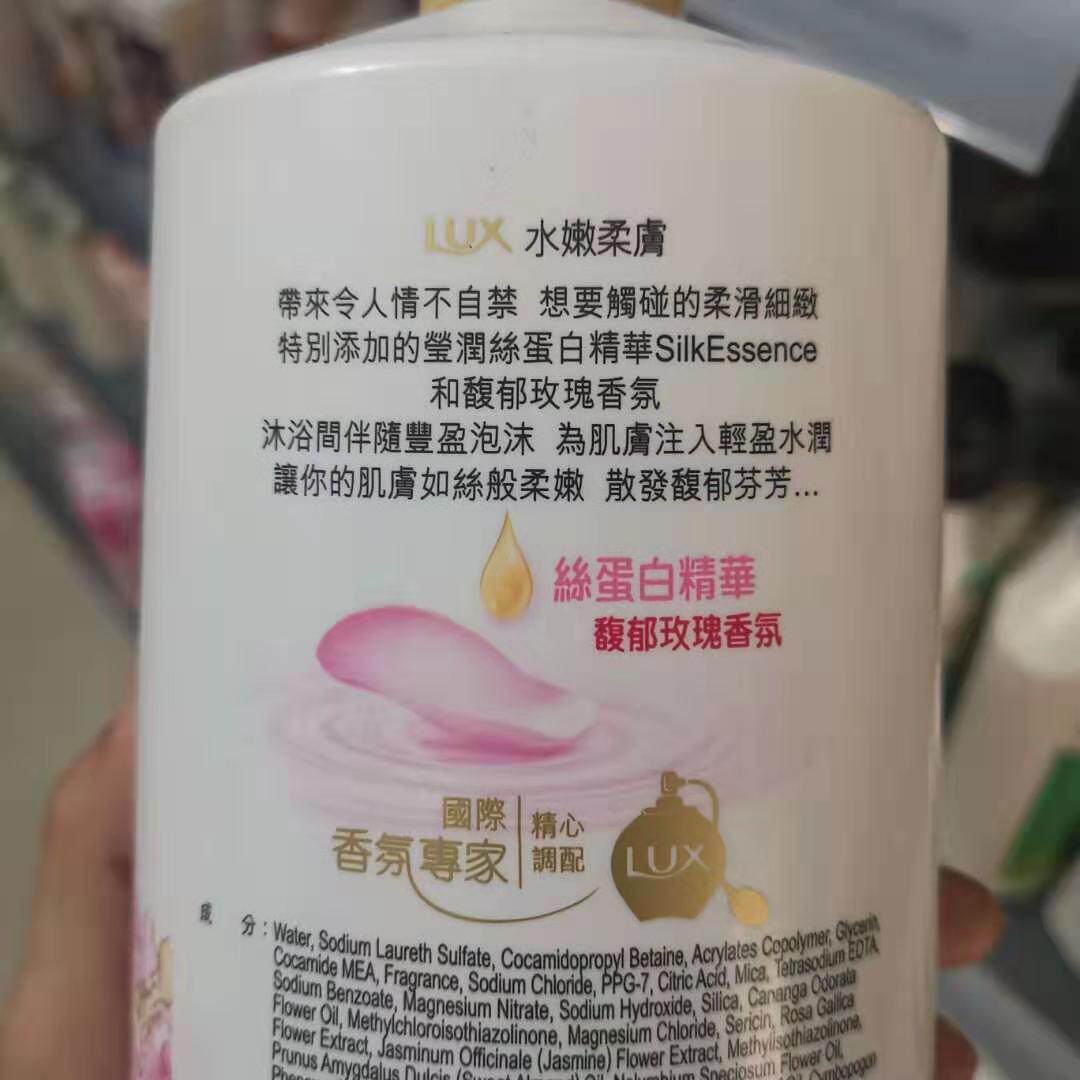 LUX 水嫩柔膚
帶來令人情不自禁 想要觸碰的柔滑細緻
特別添加的瑩潤絲蛋白精華SilkEssence
和馥郁玫瑰香氛
沐浴間伴隨豐盈泡沫 為肌膚注入輕盈水潤
讓你的肌膚如絲般柔嫩 散發馥郁芬芳...
絲蛋白精華
馥郁玫瑰香氛
國際
香氛專家
精心
調配
LUX
成 分：Water, Sodium Laureth Sulfate, Cocamidopropyl Betaine, Acrylates Copolymer, Glycerin,
Cocamide MEA, Fragrance, Sodium Chloride, PPG-7, Citric Acid, Mica, Tetrasodium EDTA,
Sodium Benzoate, Magnesium Nitrate, Sodium Hydroxide, Silica, Cananga Odorata
Flower Oil, Methylchloroisothiazolinone, Magnesium Chloride, Sericin, Rosa Gallica
Flower Extract, Jasminum Officinale (Jasmine) Flower Extract, Methylisothiazolinone,
Prunus Amygdalus Dulcis (Sweet Almond) Oil, Nelumbium Speciosum Flower Oil,
Cymbopogon